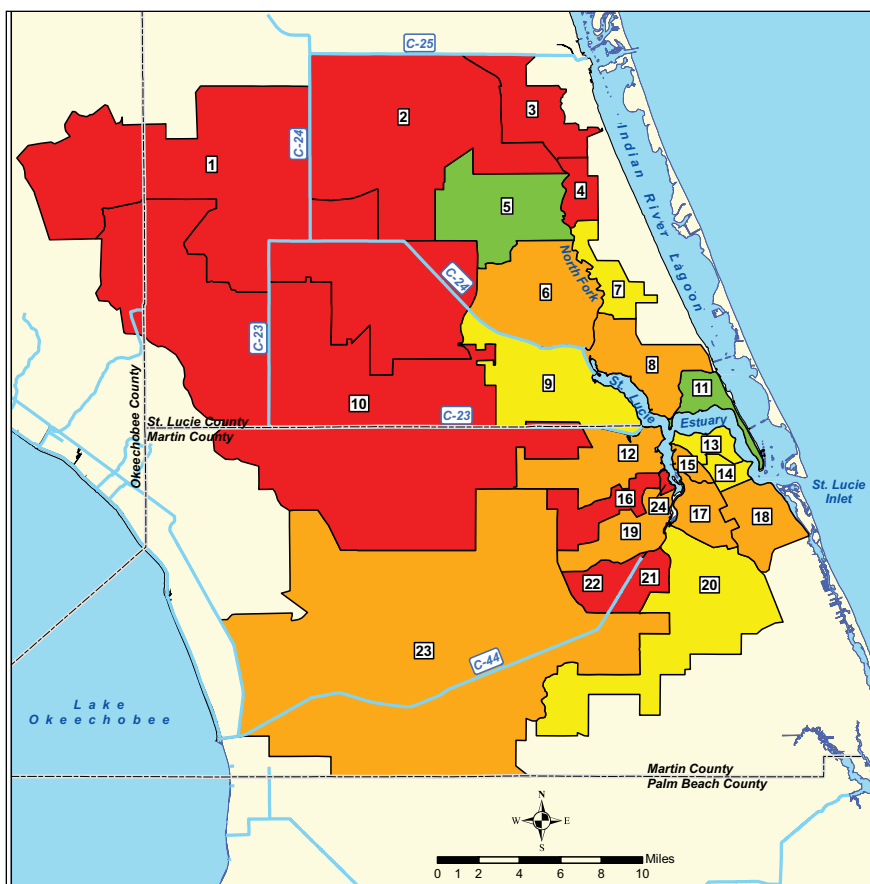 C-25
2
3
C-24
1
Indian River Lagoon
4
5
North Fork
C-24
6
7
C-23
8
9
St. Lucie
11
10
Okeechobee County
St. Lucie County
C-23
Martin County
Estuary
13
12
15
14
St. Lucie
Inlet
16
24
17
18
19
22
21
20
23
C-44
Lake
Okeechobee
Martin County
Palm Beach County
N
W
E
S
Miles
0 1 2 4 6 8 10